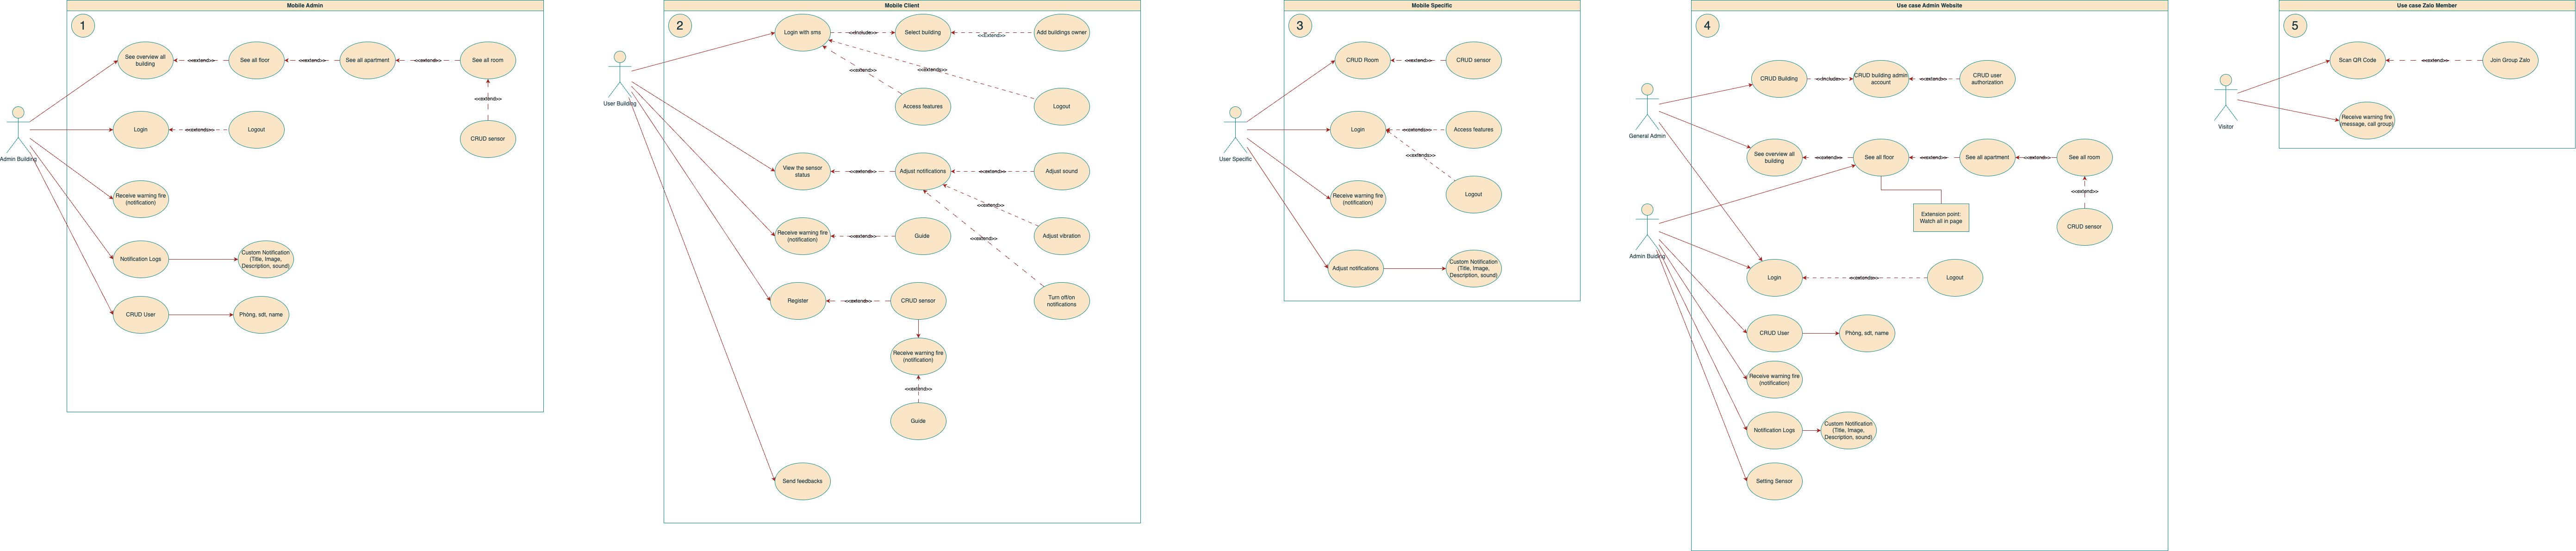 Mobile Admin
1
See overview all
building
<<extend>>
See all floor
<<extend>>
See all apartment
<<extend>>
See all room
<<extend>>
CRUD sensor
Admin Building
Login
<<extends>>
Logout
Receive warning fire
(notification)
Notification Logs
Custom Notification
(Title, Image,
Description, sound)
CRUD User
Phòng, sdt, name
Mobile Client
2
User Building
Login with sms
<<Include>>
Select building
<<Extend>>
Add buildings owner
<<extend>>
<<Extends>>
Access features
Logout
View the sensor
status
<<extend>>
Adjust notifications
<<extend>>
Adjust sound
<<extend>>
Receive warning fire
(notification)
<<extend>>
Guide
<<extend>>
Adjust vibration
Register
<<extend>>
CRUD sensor
Turn off/on
notifications
Receive warning fire
(notification)
<<extend>>
Guide
Send feedbacks
Mobile Specific
3
User Specific
CRUD Room
<<extend>>
CRUD sensor
Login
<<extends>>
Access features
<<extends>>
Logout
Receive warning fire
(notification)
Adjust notifications
Custom Notification
(Title, Image,
Description, sound)
Use case Admin Website
4
General Admin
CRUD Building
<<Include>>
CRUD building admin
account
<<extend>>
CRUD user
authorization
See overview all
building
<<extend>>
See all floor
<<extend>>
See all apartment
<<extend>>
See all room
<<extend>>
Extension point:
Watch all in page
CRUD sensor
Admin Buiding
Login
<<extends>>
Logout
CRUD User
Phòng, sdt, name
Receive warning fire
(notification)
Notification Logs
Custom Notification
(Title, Image,
Description, sound)
Setting Sensor
Use case Zalo Member
5
Visitor
Scan QR Code
<<extend>>
Join Group Zalo
Receive warning fire
(message, call group)